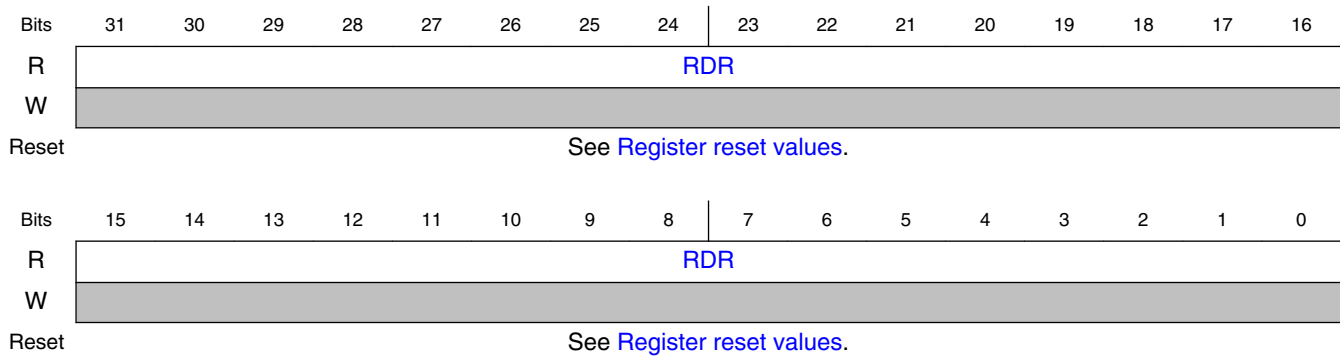 Bits 31 30 29 28 27 26 25 24 23 22 21 20 19 18 17 16
R RDR
W
Reset See Register reset values.
Bits 15 14 13 12 11 10 9 8 7 6 5 4 3 2 1 0
R RDR
W
Reset See Register reset values.